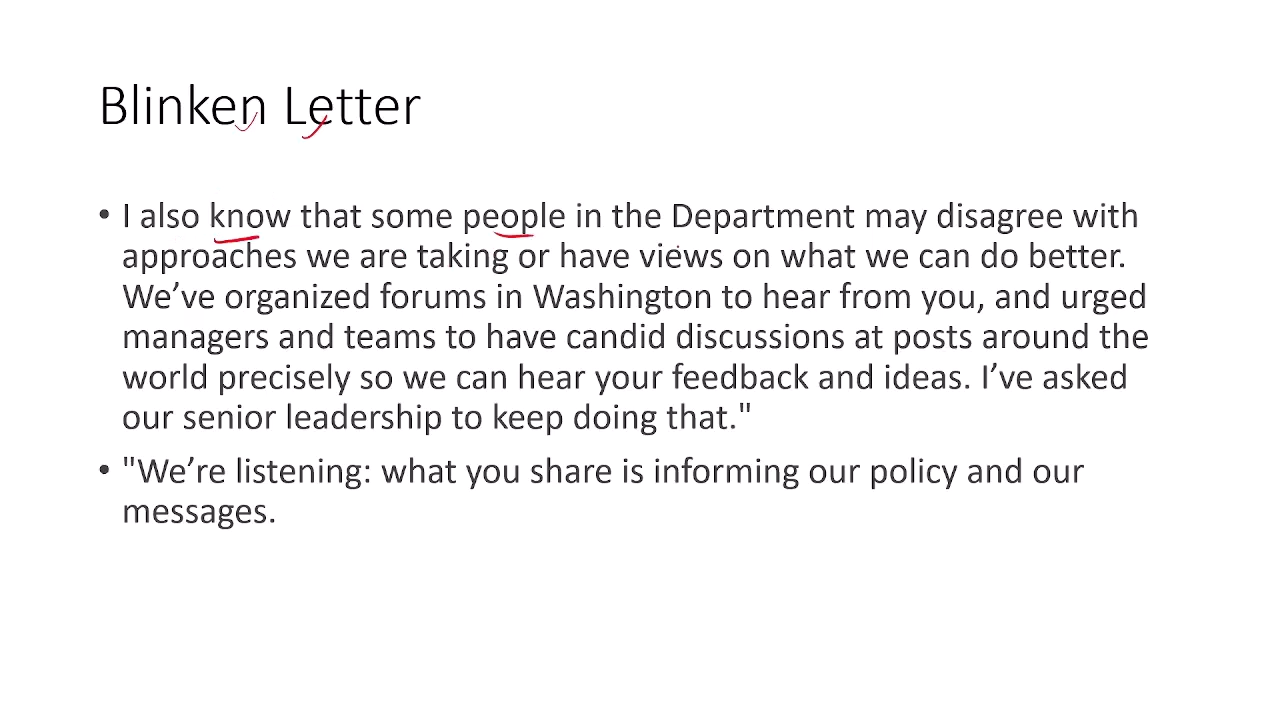 Blinken Letter
• I also know that some people in the Department may disagree with
approaches we are taking or have views on what we can do better.
We’ve organized forums in Washington to hear from you, and urged
managers and teams to have candid discussions at posts around the
world precisely so we can hear your feedback and ideas. I’ve asked
our senior leadership to keep doing that."
• "We’re listening: what you share is informing our policy and our
messages.